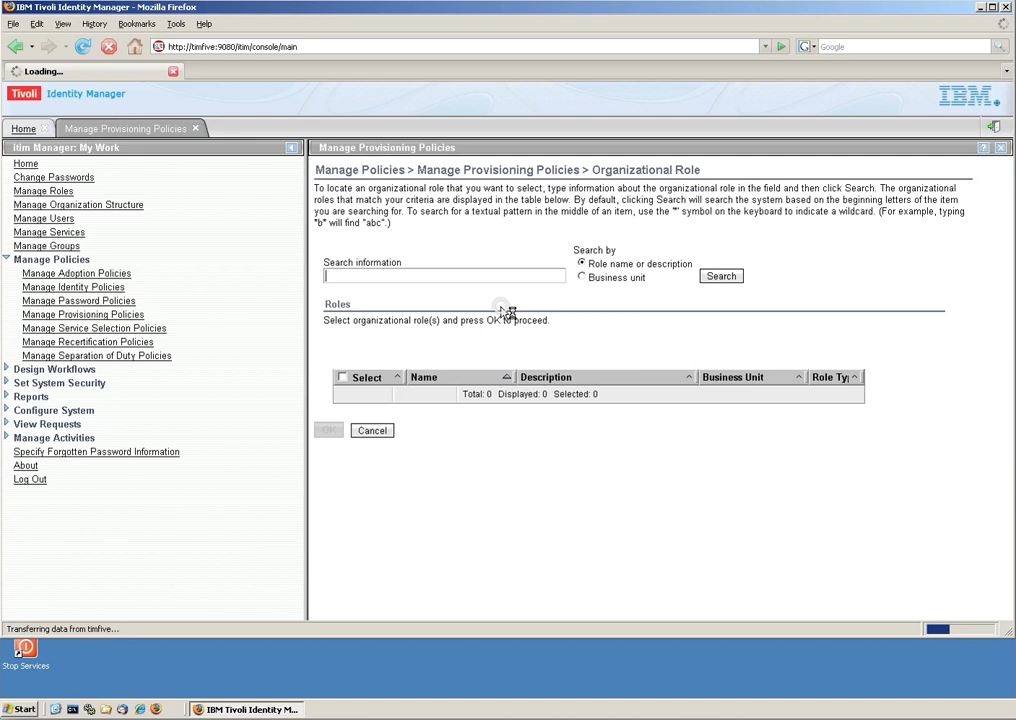 IBM Tivoli Identity Manager - Mozilla Firefox
File Edit View History Bookmarks Tools Help
http://timfive:9080/itim/console/main
Google
Loading...
Tivoli Identity Manager
IBM
Home
Manage Provisioning Policies
itim Manager: My Work
Home
Change Passwords
Manage Roles
Manage Organization Structure
Manage Users
Manage Services
Manage Groups
Manage Policies
Manage Adoption Policies
Manage Identity Policies
Manage Password Policies
Manage Provisioning Policies
Manage Service Selection Policies
Manage Recertification Policies
Manage Separation of Duty Policies
Design Workflows
Set System Security
Reports
Configure System
View Requests
Manage Activities
Specify Forgotten Password Information
About
Log Out
Manage Provisioning Policies
Manage Policies > Manage Provisioning Policies > Organizational Role
To locate an organizational role that you want to select, type information about the organizational role in the field and then click Search. The organizational
roles that match your criteria are displayed in the table below. By default, clicking Search will search the system based on the beginning letters of the item
you are searching for. To search for a textual pattern in the middle of an item, use the "*" symbol on the keyboard to indicate a wildcard. (For example, typing
"b" will find "abc".)
Search by
Search information
Role name or description
Business unit
Search
Roles
Select organizational role(s) and press OK to proceed.
Select Name Description Business Unit Role Ty
Total: 0 Displayed: 0 Selected: 0
OK Cancel
Transferring data from timfive...
Stop Services
Start
IBM Tivoli Identity M...